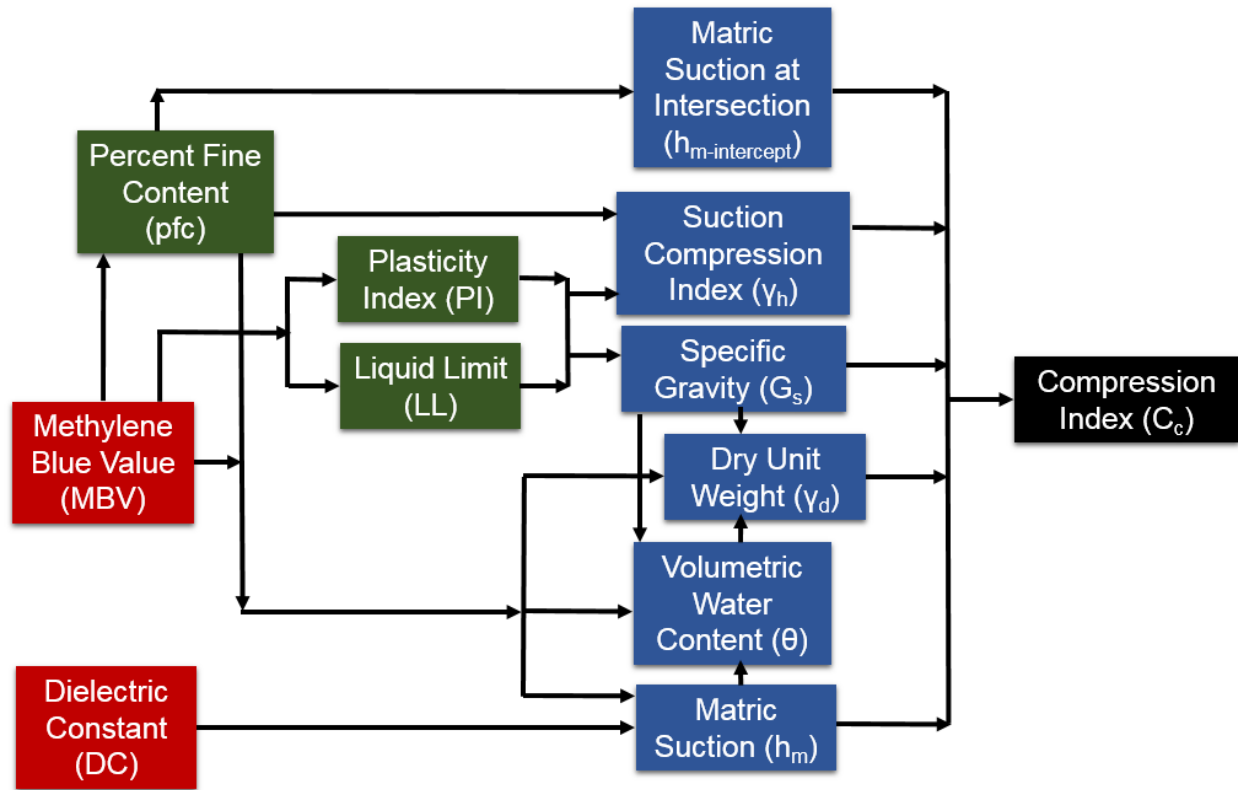 Matric
Suction at
Intersection
(hm-intercept)
Percent Fine
Content
(pfc)
Suction
Compression
Index (γh)
Plasticity
Index (PI)
Liquid Limit
(LL)
Specific
Gravity (Gs)
Compression
Index (Cc)
Methylene
Blue Value
(MBV)
Dry Unit
Weight (γd)
Volumetric
Water
Content (θ)
Dielectric
Constant
(DC)
Matric
Suction (hm)